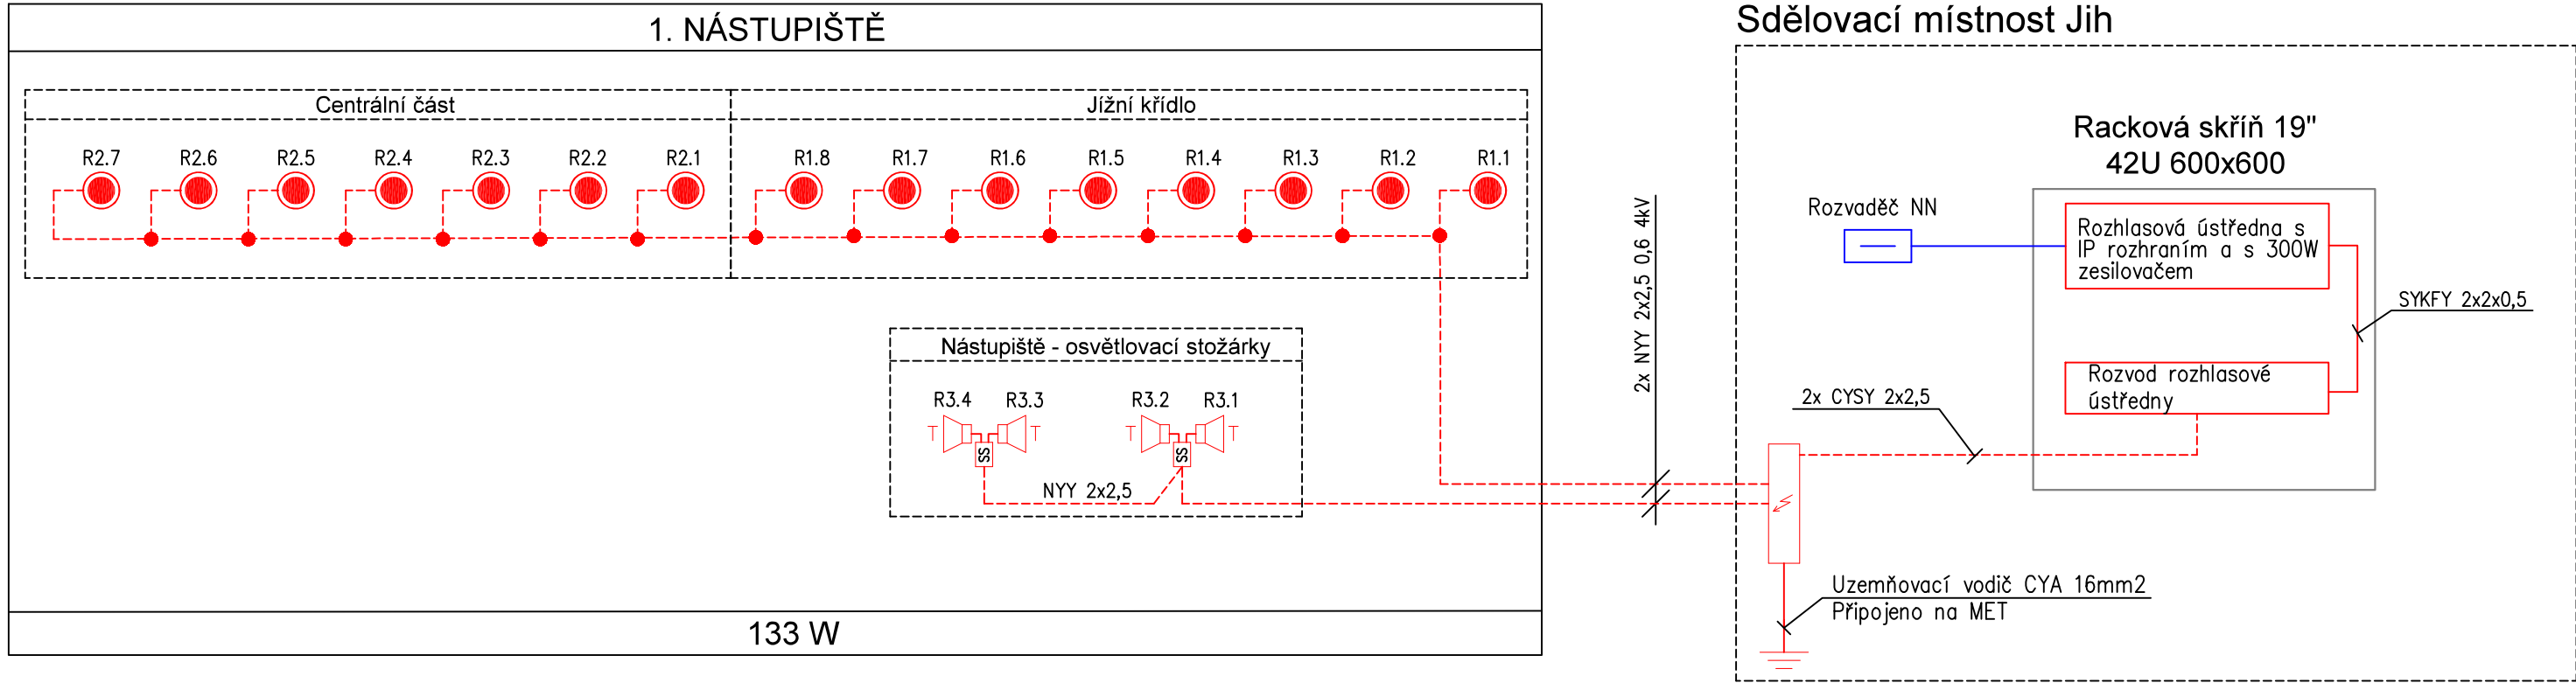 1. NÁSTUPIŠTĚ
Centrální část
Jížní křídlo
R2.7 R2.6 R2.5 R2.4 R2.3 R2.2 R2.1 R1.8 R1.7 R1.6 R1.5 R1.4 R1.3 R1.2 R1.1
Nástupiště - osvětlovací stožárky
R3.4 R3.3 R3.2 R3.1
T T T T
SS SS
NYY 2x2,5
133 W
2x NYY 2x2,5 0,6 4kV
Sdělovací místnost Jih
Racková skříň 19"
42U 600x600
Rozvaděč NN
Rozhlasová ústředna s
IP rozhraním a s 300W
zesilovačem
SYKFY 2x2x0,5
Rozvod rozhlasové
ústředny
2x CYSY 2x2,5
Uzemňovací vodič CYA 16mm2
Připojeno na MET